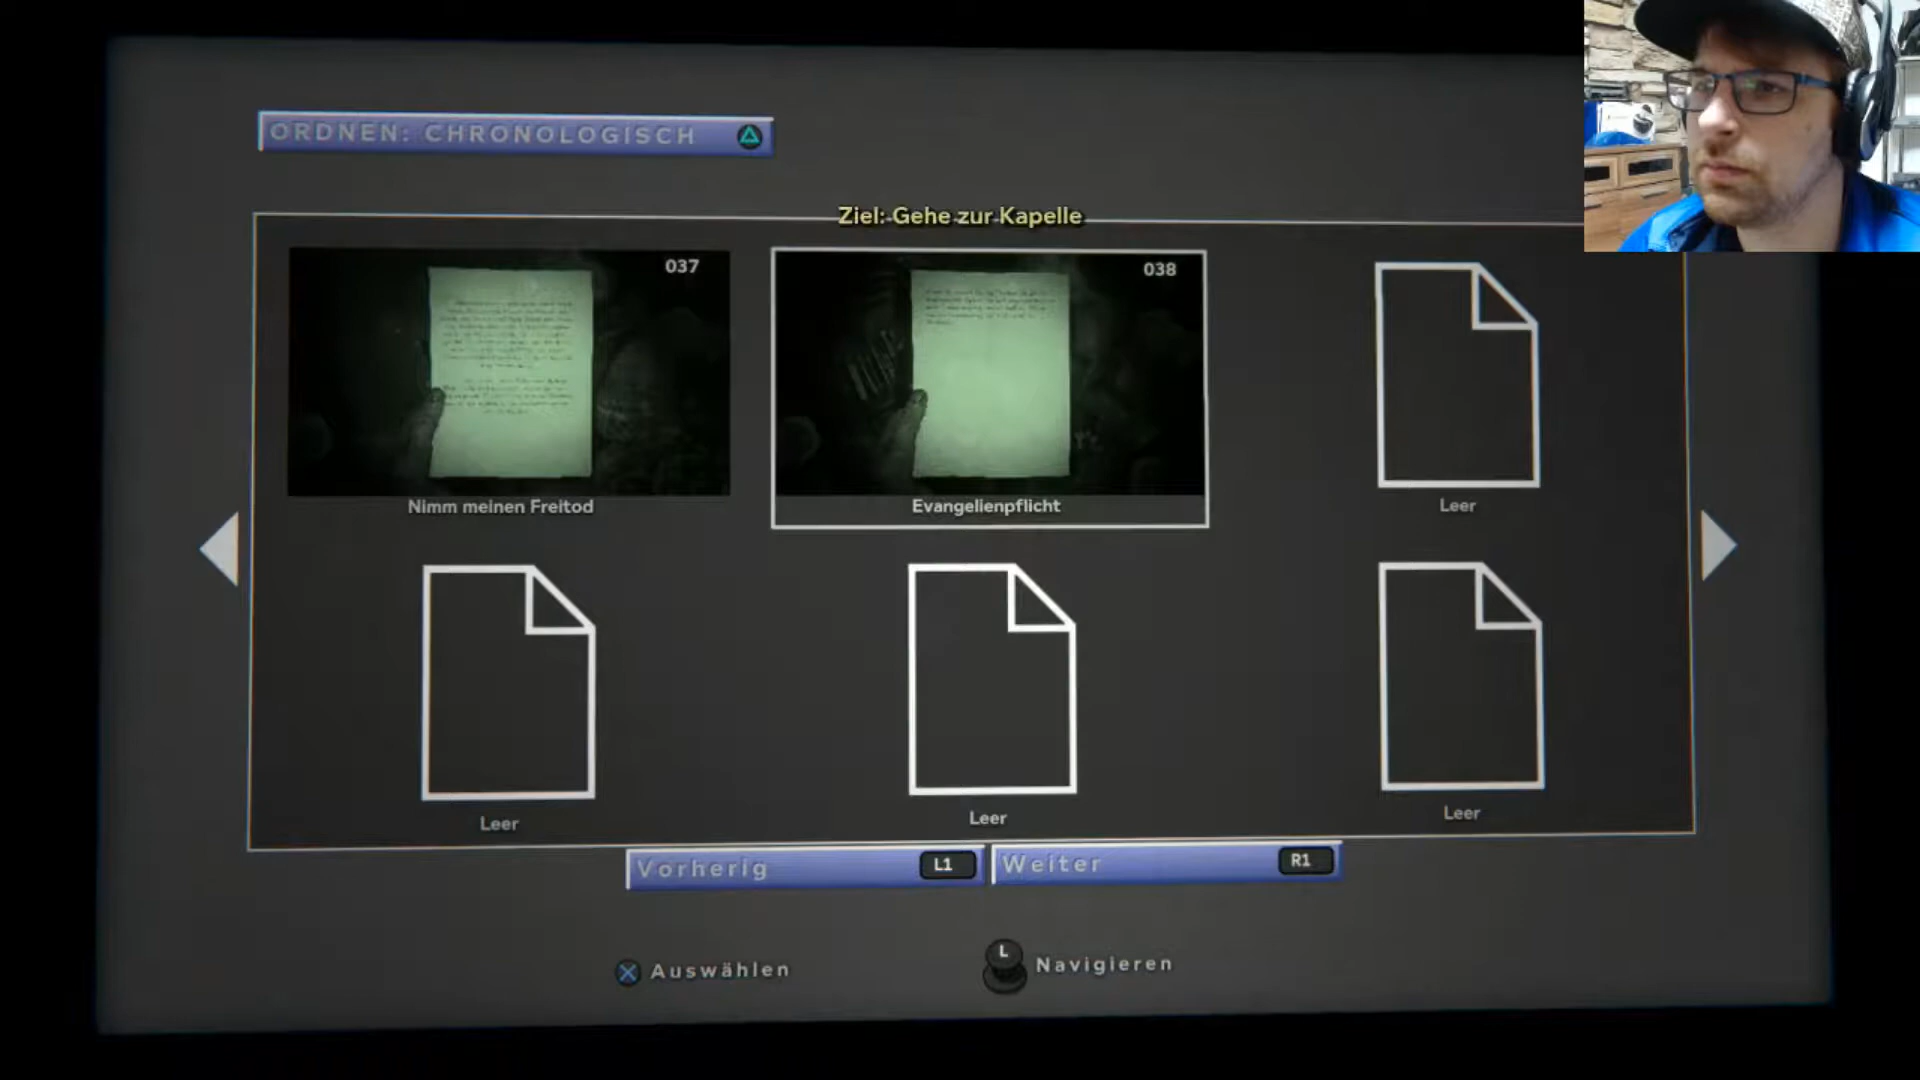 ORDNEN: CHRONOLOGISCH
Ziel: Gehe zur Kapelle
037
038
Nimm meinen Freitod
Evangelienpflicht
Leer
Leer
Leer
Leer
Vorherig L1
Weiter R1
Auswählen
L Navigieren